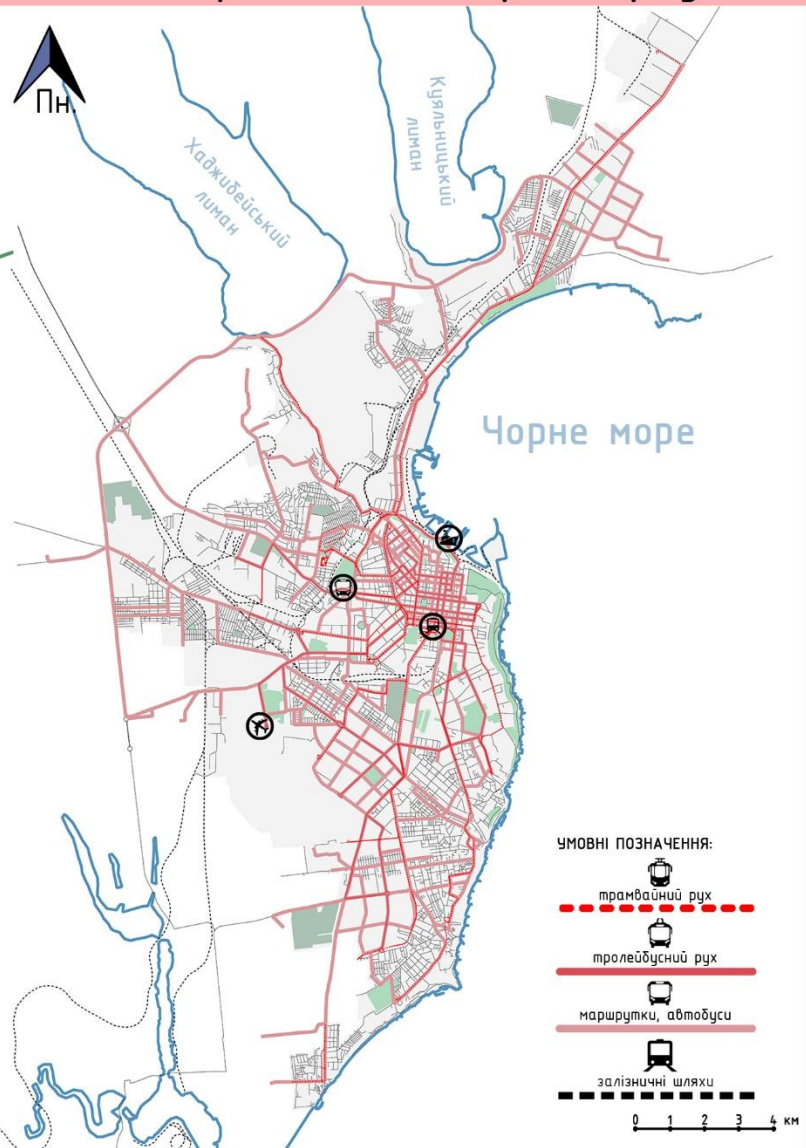 Пн.
Хаджибейський
лиман
Куяльницький
лиман
Чорне море
УМОВНІ ПОЗНАЧЕННЯ:
трамвайний рух
тролейбусний рух
маршрутки, автобуси
залізничні шляхи
0 1 2 3 4 км